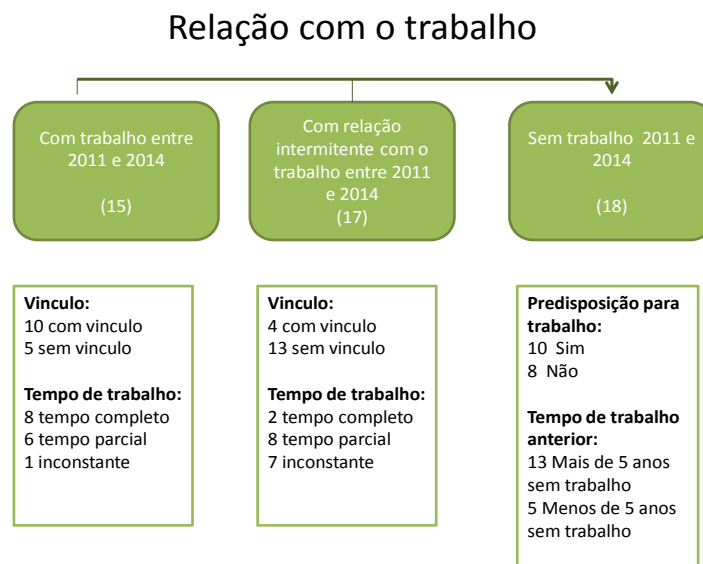 Relação com o trabalho
Com trabalho entre
2011 e 2014
(15)
Com relação
intermitente com o
trabalho entre 2011
e 2014
(17)
Sem trabalho 2011 e
2014
(18)
Vinculo:
10 com vinculo
5 sem vinculo
Tempo de trabalho:
8 tempo completo
6 tempo parcial
1 inconstante
Vinculo:
4 com vinculo
13 sem vinculo
Tempo de trabalho:
2 tempo completo
8 tempo parcial
7 inconstante
Predisposição para
trabalho:
10 Sim
8 Não
Tempo de trabalho
anterior:
13 Mais de 5 anos
sem trabalho
5 Menos de 5 anos
sem trabalho